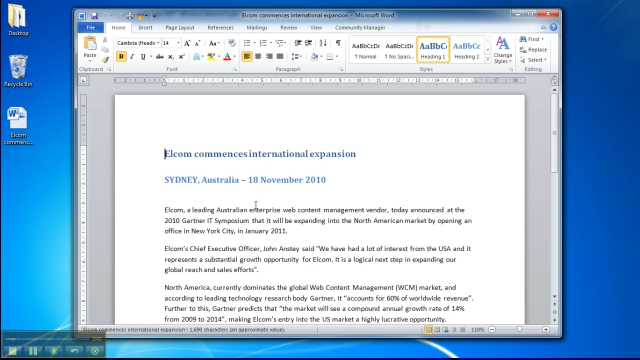 Elcom commences international expansion - Microsoft Word
File Home Insert Page Layout References Mailings Review View Community Manager
Desktop
Recycle Bin
Elcom
commenc...
Paste
Cambria (Headings) 14
Clipboard Font Paragraph Styles Editing
AaBbCcDc AaBbCcDc AaBbC AaBbCc
¶ Normal ¶ No Spaci... Heading 1 Heading 2
Change
Styles
Find
Replace
Select
Elcom commences international expansion
SYDNEY, Australia – 18 November 2010
Elcom, a leading Australian enterprise web content management vendor, today announced at the
2010 Gartner IT Symposium that it will be expanding into the North American market by opening an
office in New York City, in January 2011.
Elcom's Chief Executive Officer, John Anstey said "We have had a lot of interest from the USA and it
represents a substantial growth opportunity for Elcom. It is a logical next step in expanding our
global reach and sales efforts".
North America, currently dominates the global Web Content Management (WCM) market, and
according to leading technology research body Gartner, it "accounts for 60% of worldwide revenue".
Further to this, Gartner predicts that "the market will see a compound annual growth rate of 14%
from 2009 to 2014", making Elcom's entry into the US market a highly lucrative opportunity.
"Elcom commences international expansion": 1,690 characters (an approximate value).
110%